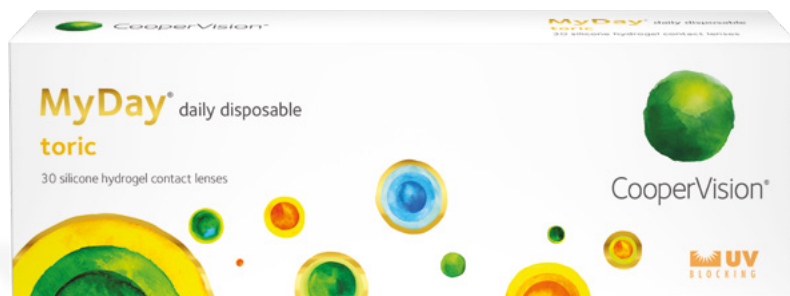 CooperVision®
MyDay® daily disposable
toric
30 silicone hydrogel contact lenses
MyDay® daily disposable
toric
30 silicone hydrogel contact lenses
CooperVision®
UV
BLOCKING